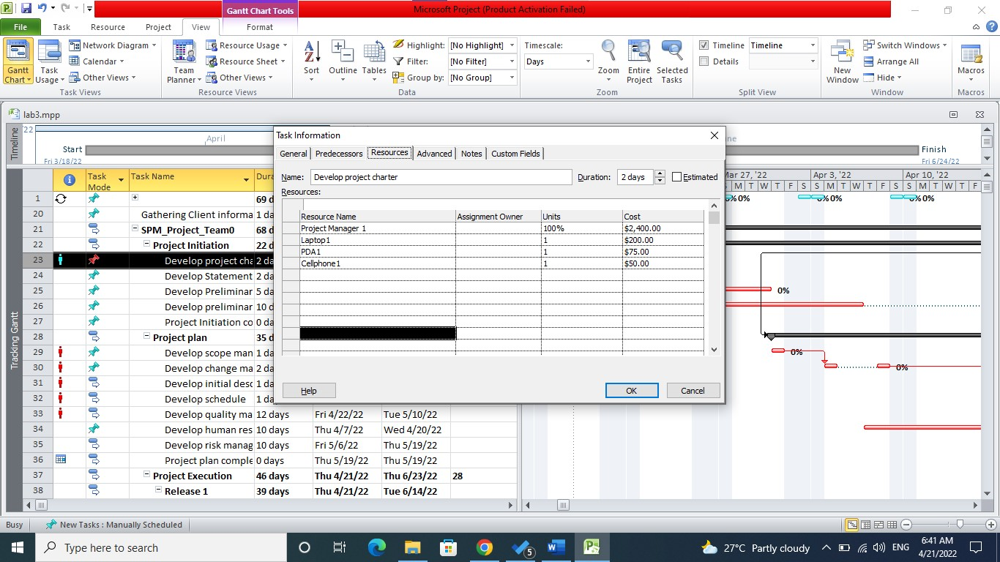 Gantt Chart Tools
Microsoft Project (Product Activation Failed)
File
Task
Resource
Project
View
Format
Gantt Chart
Task Usage
Network Diagram
Calendar
Other Views
Task Views
Team Planner
Resource Usage
Resource Sheet
Other Views
Resource Views
Sort
Outline
Tables
Highlight: [No Highlight]
Filter: [No Filter]
Group by: [No Group]
Data
Timescale:
Days
Zoom
Entire Project
Selected Tasks
Zoom
Timeline Timeline
Details
Split View
New Window
Switch Windows
Arrange All
Hide
Window
Macros
Macros
lab3.mpp
Timeline
'22
April
Start
Fri 3/18/22
Finish
Fri 6/24/22
Tracking Gantt
Task Mode
Task Name
1 69 d
20 Gathering Client informa 1 da
21 SPM_Project_Team0 68 d
22 Project Initiation 22 d
23 Develop project cha 2 da
24 Develop Statement 2 da
25 Develop Preliminar 5 da
26 Develop preliminar 10 d
27 Project Initiation co 0 da
28 Project plan 35 d
29 Develop scope man 1 da
30 Develop change ma 2 da
31 Develop initial desc 1 da
32 Develop schedule 1 da
33 Develop quality ma 12 days Fri 4/22/22 Tue 5/10/22
34 Develop human res 10 days Thu 4/7/22 Wed 4/20/22
35 Develop risk manag 10 days Fri 5/6/22 Thu 5/19/22
36 Project plan comple 0 days Thu 5/19/22 Thu 5/19/22
37 Project Execution 46 days Thu 4/21/22 Thu 6/23/22 28
38 Release 1 39 days Thu 4/21/22 Tue 6/14/22
Task Information
General Predecessors Resources Advanced Notes Custom Fields
Name: Develop project charter Duration: 2 days Estimated
Resources:
Resource Name Assignment Owner Units Cost
Project Manager 1 100% $2,400.00
Laptop1 1 $200.00
PDA1 1 $75.00
Cellphone1 1 $50.00
Help OK Cancel
Mar 27, '22 Apr 3, '22 Apr 10, '22
S M T W T F S S M T W T F S S M T W T F
0% 0% 0% 0% 0% 0%
0%
0%
0%
Busy
New Tasks : Manually Scheduled
Type here to search
5
27°C Partly cloudy
ENG
6:41 AM
4/21/2022